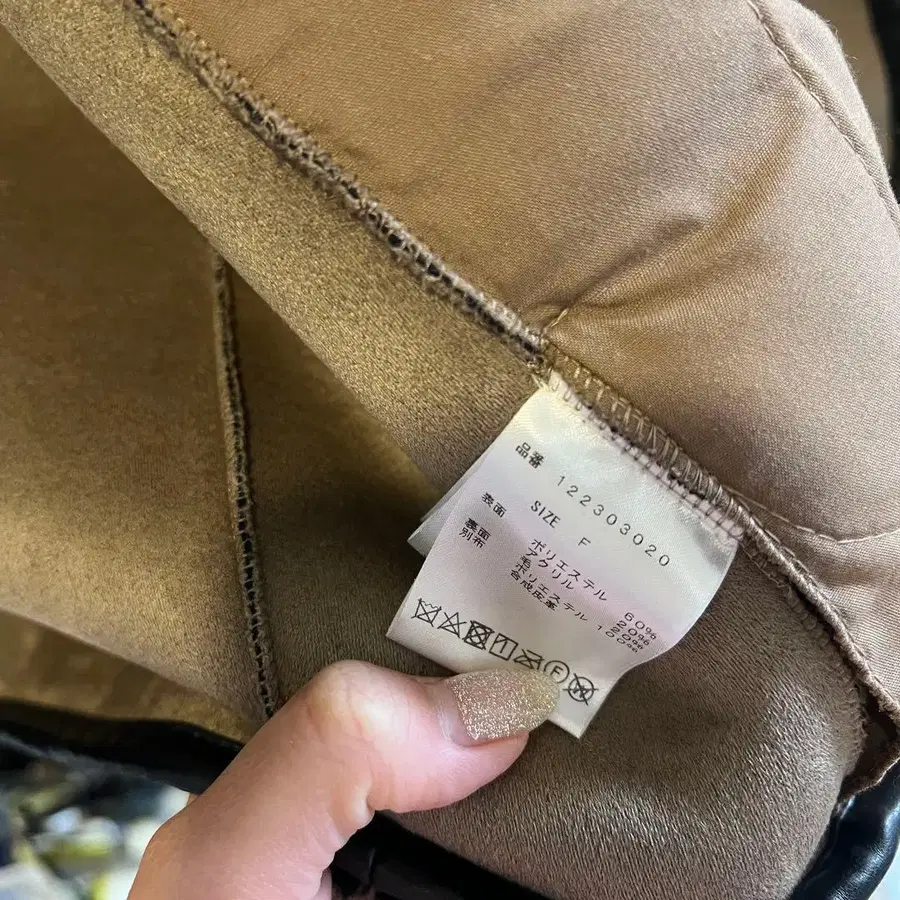 品番 122303020
SIZE F
表面 ポリエステル 60%
アクリル 20%
毛 20%
裏面 ポリエステル 100%
別布 合成皮革
F
W